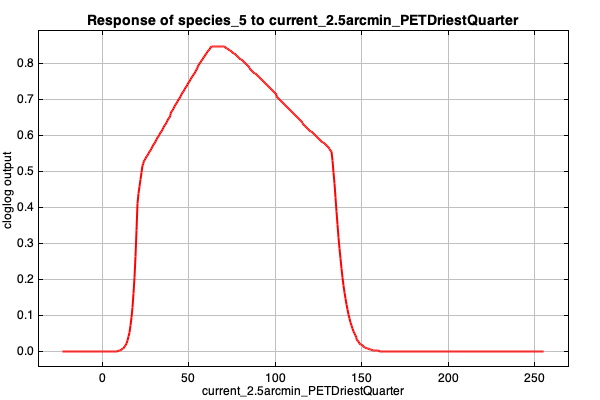 Response of species_5 to current_2.5arcmin_PETDriestQuarter
cloglog output
0.8
0.7
0.6
0.5
0.4
0.3
0.2
0.1
0.0
0 50 100 150 200 250
current_2.5arcmin_PETDriestQuarter